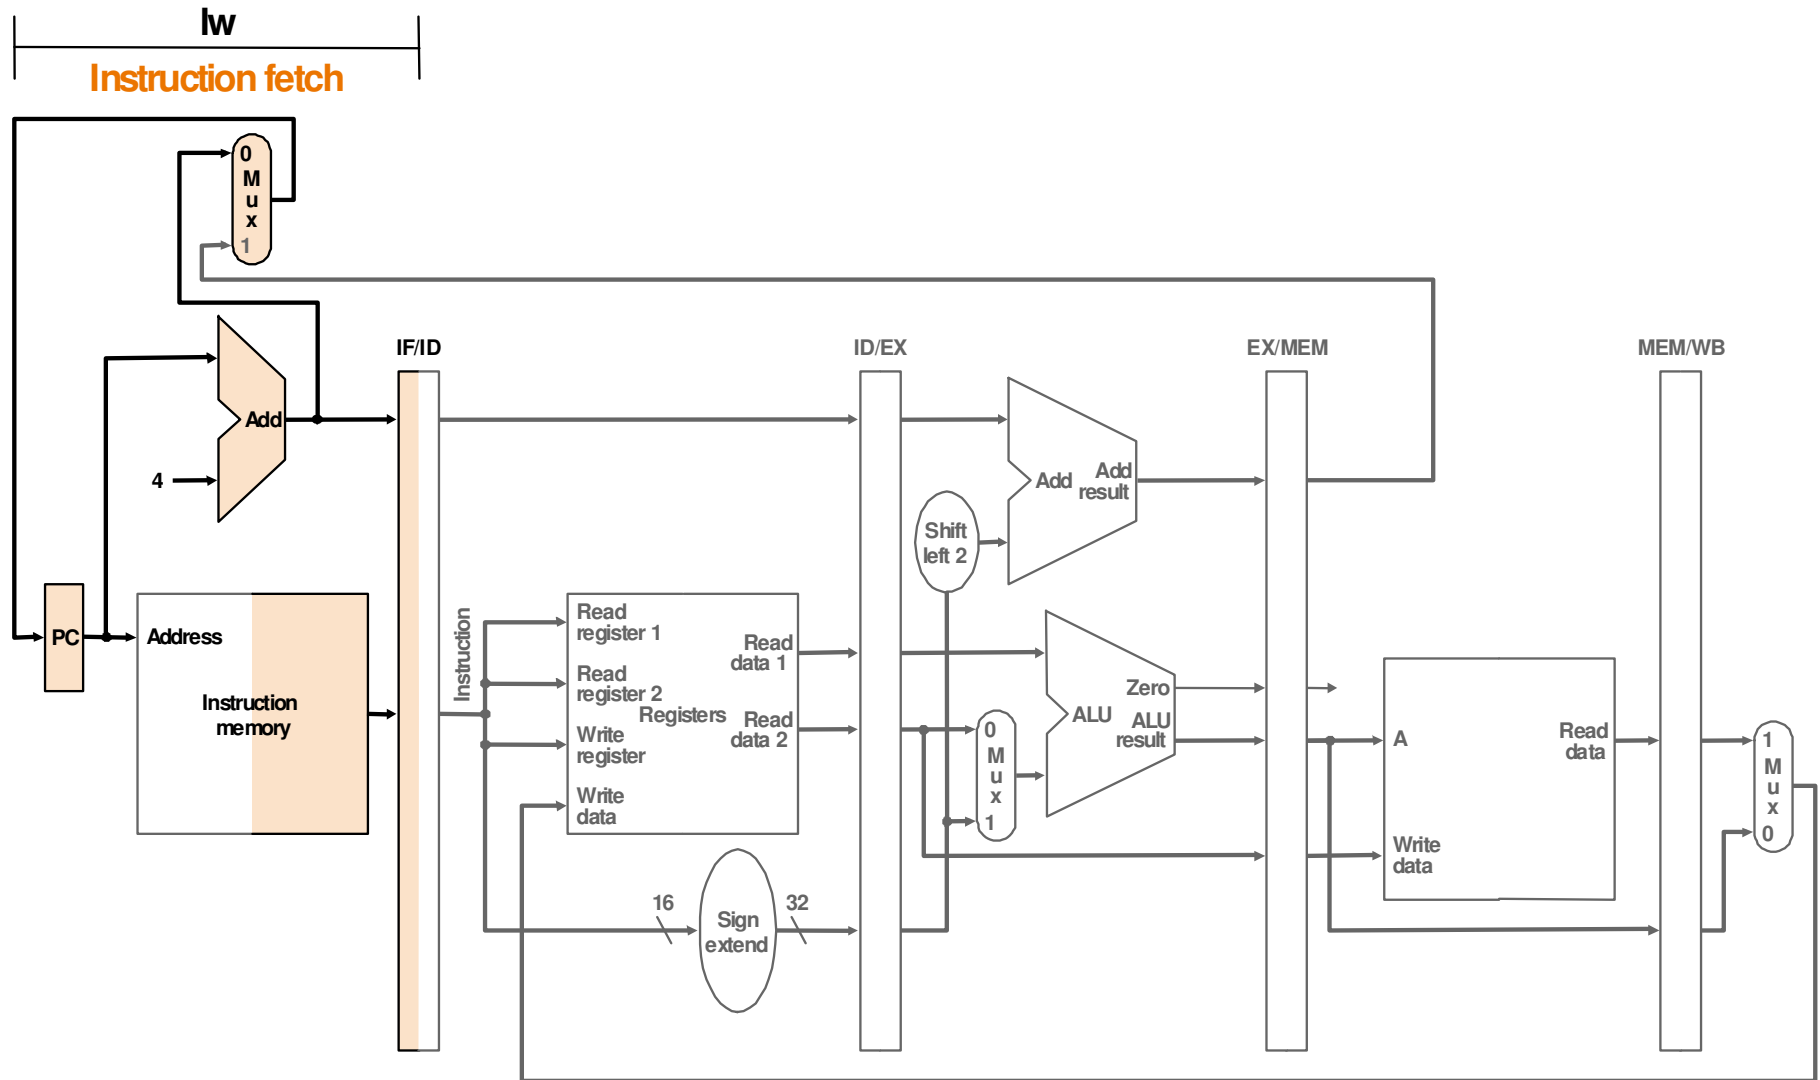 lw
Instruction fetch
0
M
u
x
1
Add
4
IF/ID
ID/EX
EX/MEM
MEM/WB
Add
Add
result
Shift
left 2
PC
Address
Instruction
memory
Instruction
Read
register 1
Read
register 2
Registers
Write
register
Write
data
Read
data 1
Read
data 2
16
Sign
extend
32
0
M
u
x
1
ALU
Zero
ALU
result
A
Read
data
Write
data
1
M
u
x
0